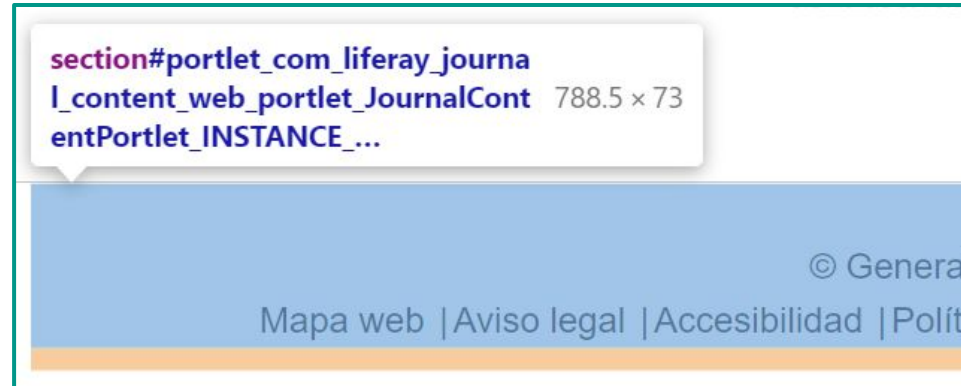 section#portlet_com_liferay_journa
l_content_web_portlet_JournalCont 788.5 × 73
entPortlet_INSTANCE_...
© Genera
Mapa web | Aviso legal | Accesibilidad | Polít